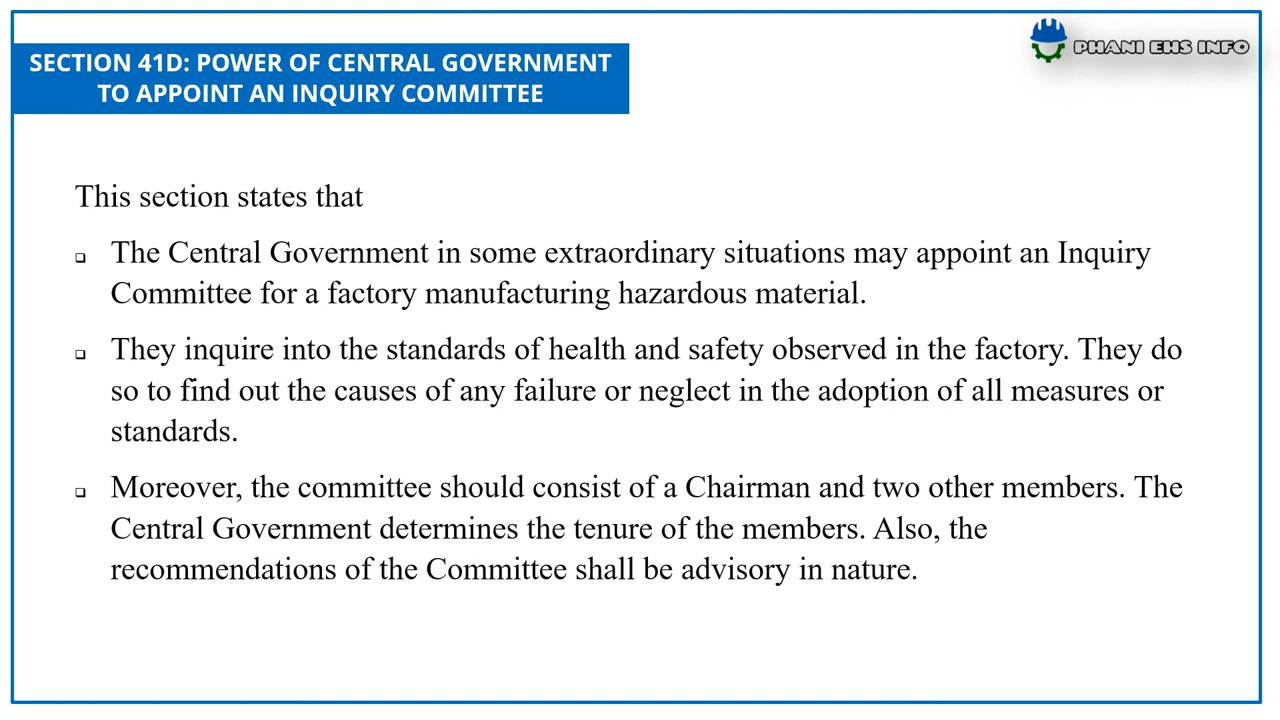 SECTION 41D: POWER OF CENTRAL GOVERNMENT
TO APPOINT AN INQUIRY COMMITTEE
PHANI EHS INFO
This section states that
❑ The Central Government in some extraordinary situations may appoint an Inquiry
Committee for a factory manufacturing hazardous material.
❑ They inquire into the standards of health and safety observed in the factory. They do
so to find out the causes of any failure or neglect in the adoption of all measures or
standards.
❑ Moreover, the committee should consist of a Chairman and two other members. The
Central Government determines the tenure of the members. Also, the
recommendations of the Committee shall be advisory in nature.